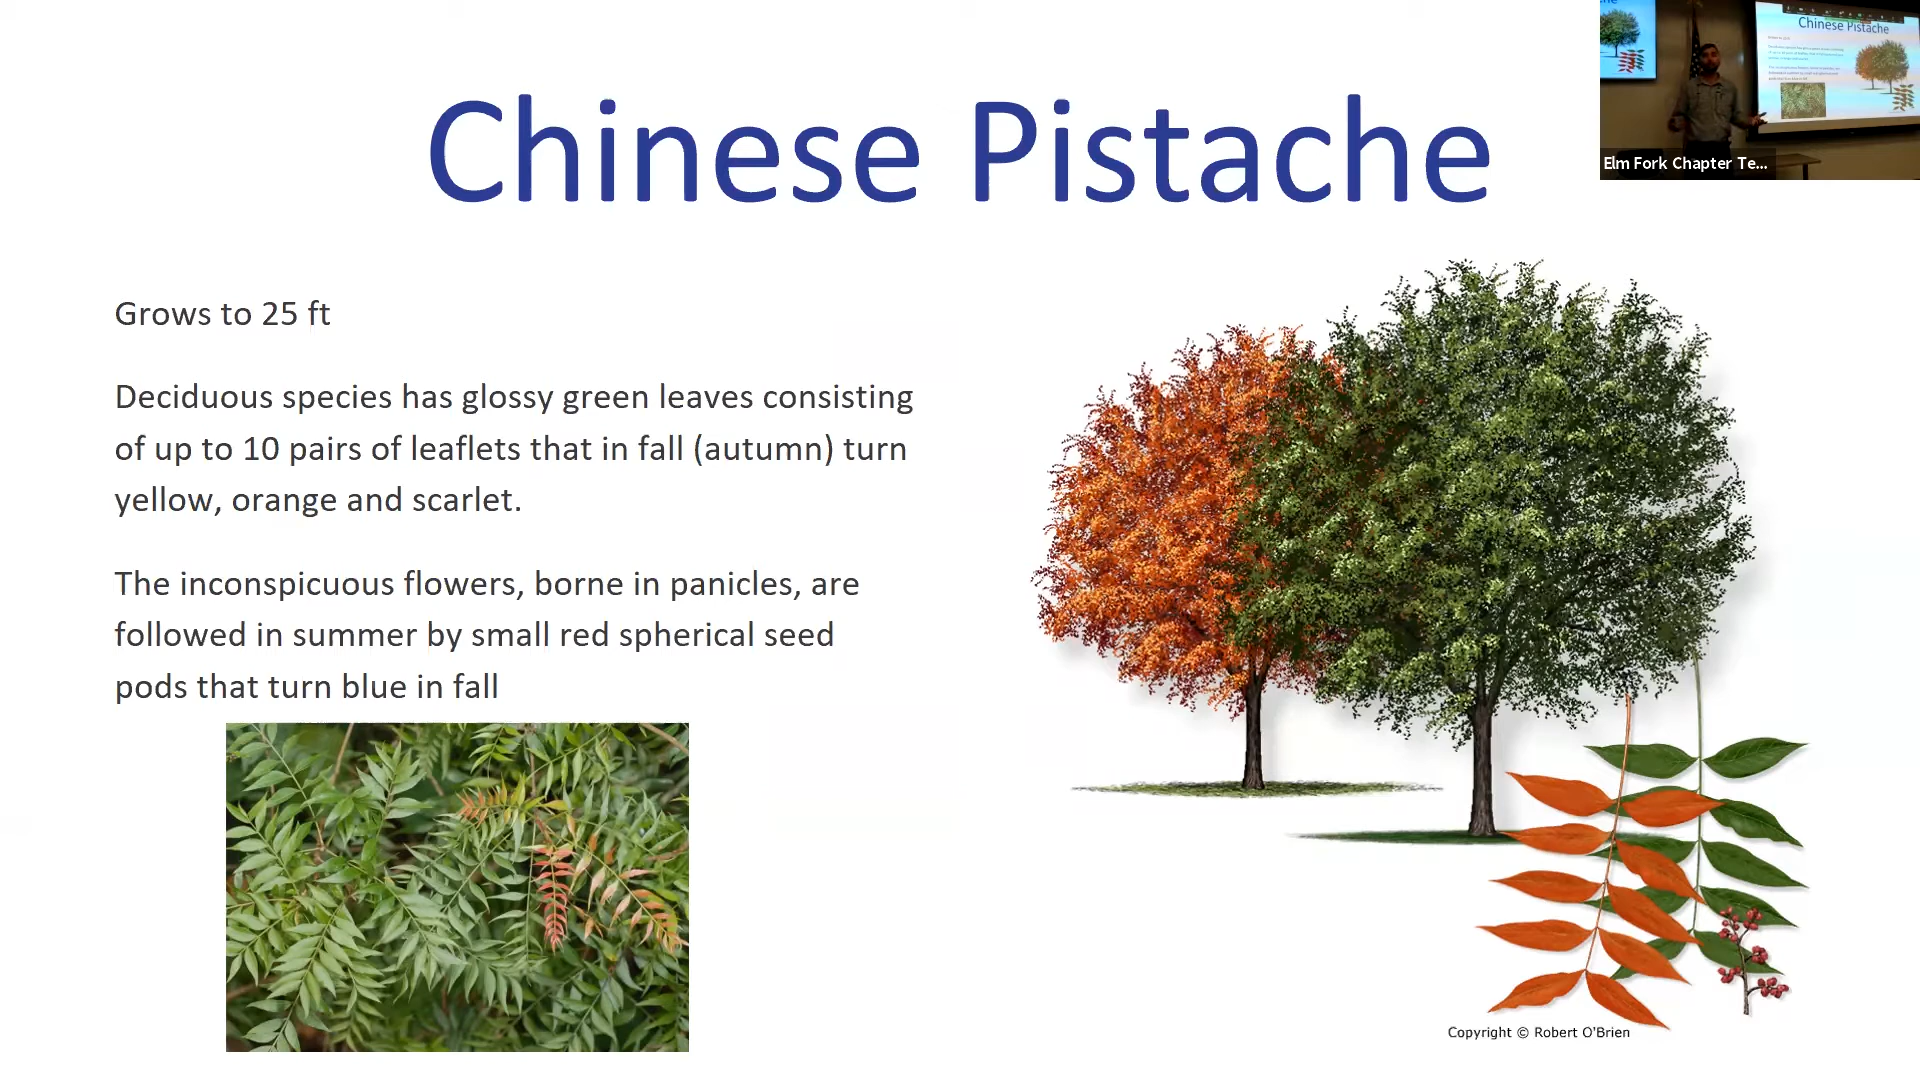 Chinese Pistache
Chinese Pistache
Elm Fork Chapter Te...
Grows to 25 ft
Deciduous species has glossy green leaves consisting
of up to 10 pairs of leaflets that in fall (autumn) turn
yellow, orange and scarlet.
The inconspicuous flowers, borne in panicles, are
followed in summer by small red spherical seed
pods that turn blue in fall
Copyright © Robert O'Brien